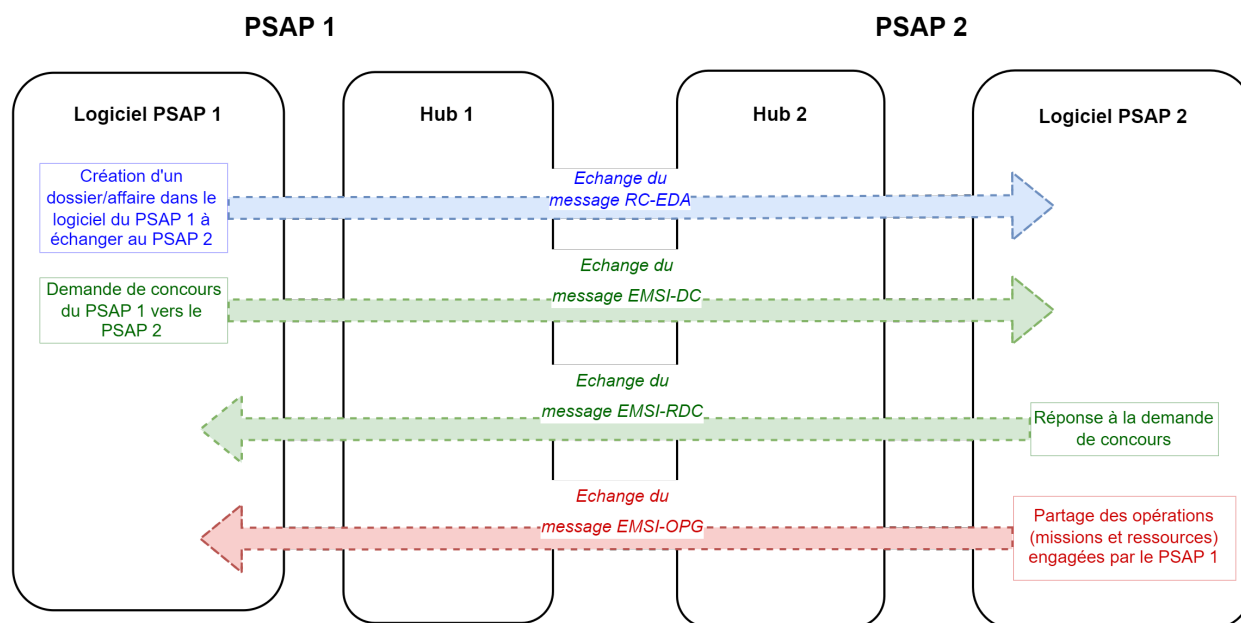 PSAP 1
PSAP 2
Logiciel PSAP 1
Hub 1
Hub 2
Logiciel PSAP 2
Création d'un
dossier/affaire dans le
logiciel du PSAP 1 à
échanger au PSAP 2
Echange du
message RC-EDA
Demande de concours
du PSAP 1 vers le
PSAP 2
Echange du
message EMSI-DC
Echange du
message EMSI-RDC
Réponse à la demande
de concours
Echange du
message EMSI-OPG
Partage des opérations
(missions et ressources)
engagées par le PSAP 1